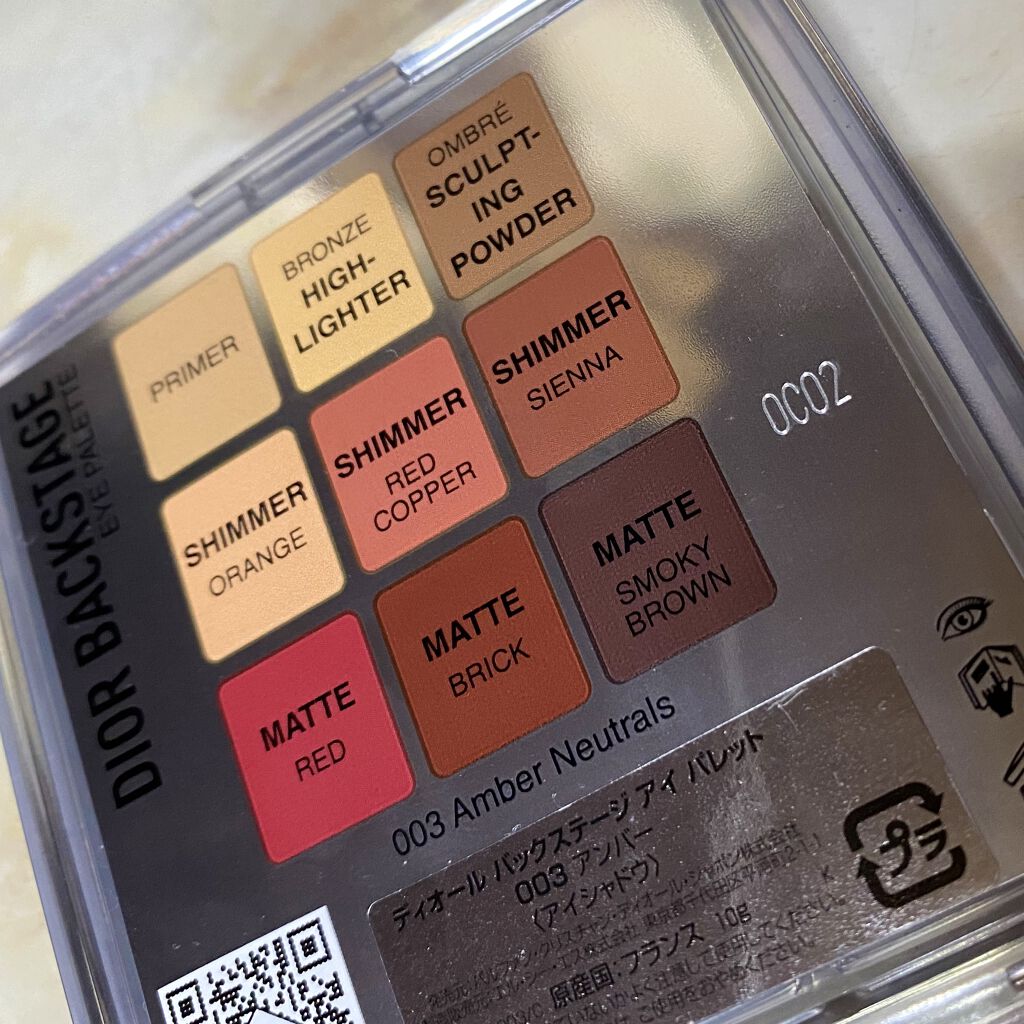 DIOR BACKSTAGE
EYE PALETTE
PRIMER
BRONZE
HIGH-
LIGHTER
OMBRÉ
SCULPT-
ING
POWDER
SHIMMER
ORANGE
SHIMMER
RED
COPPER
SHIMMER
SIENNA
MATTE
RED
MATTE
BRICK
MATTE
SMOKY
BROWN
0C02
003 Amber Neutrals
ディオール バックステージ アイ パレット
003 アンバー
〈アイシャドウ〉
原産国:フランス 10g
K
プラ